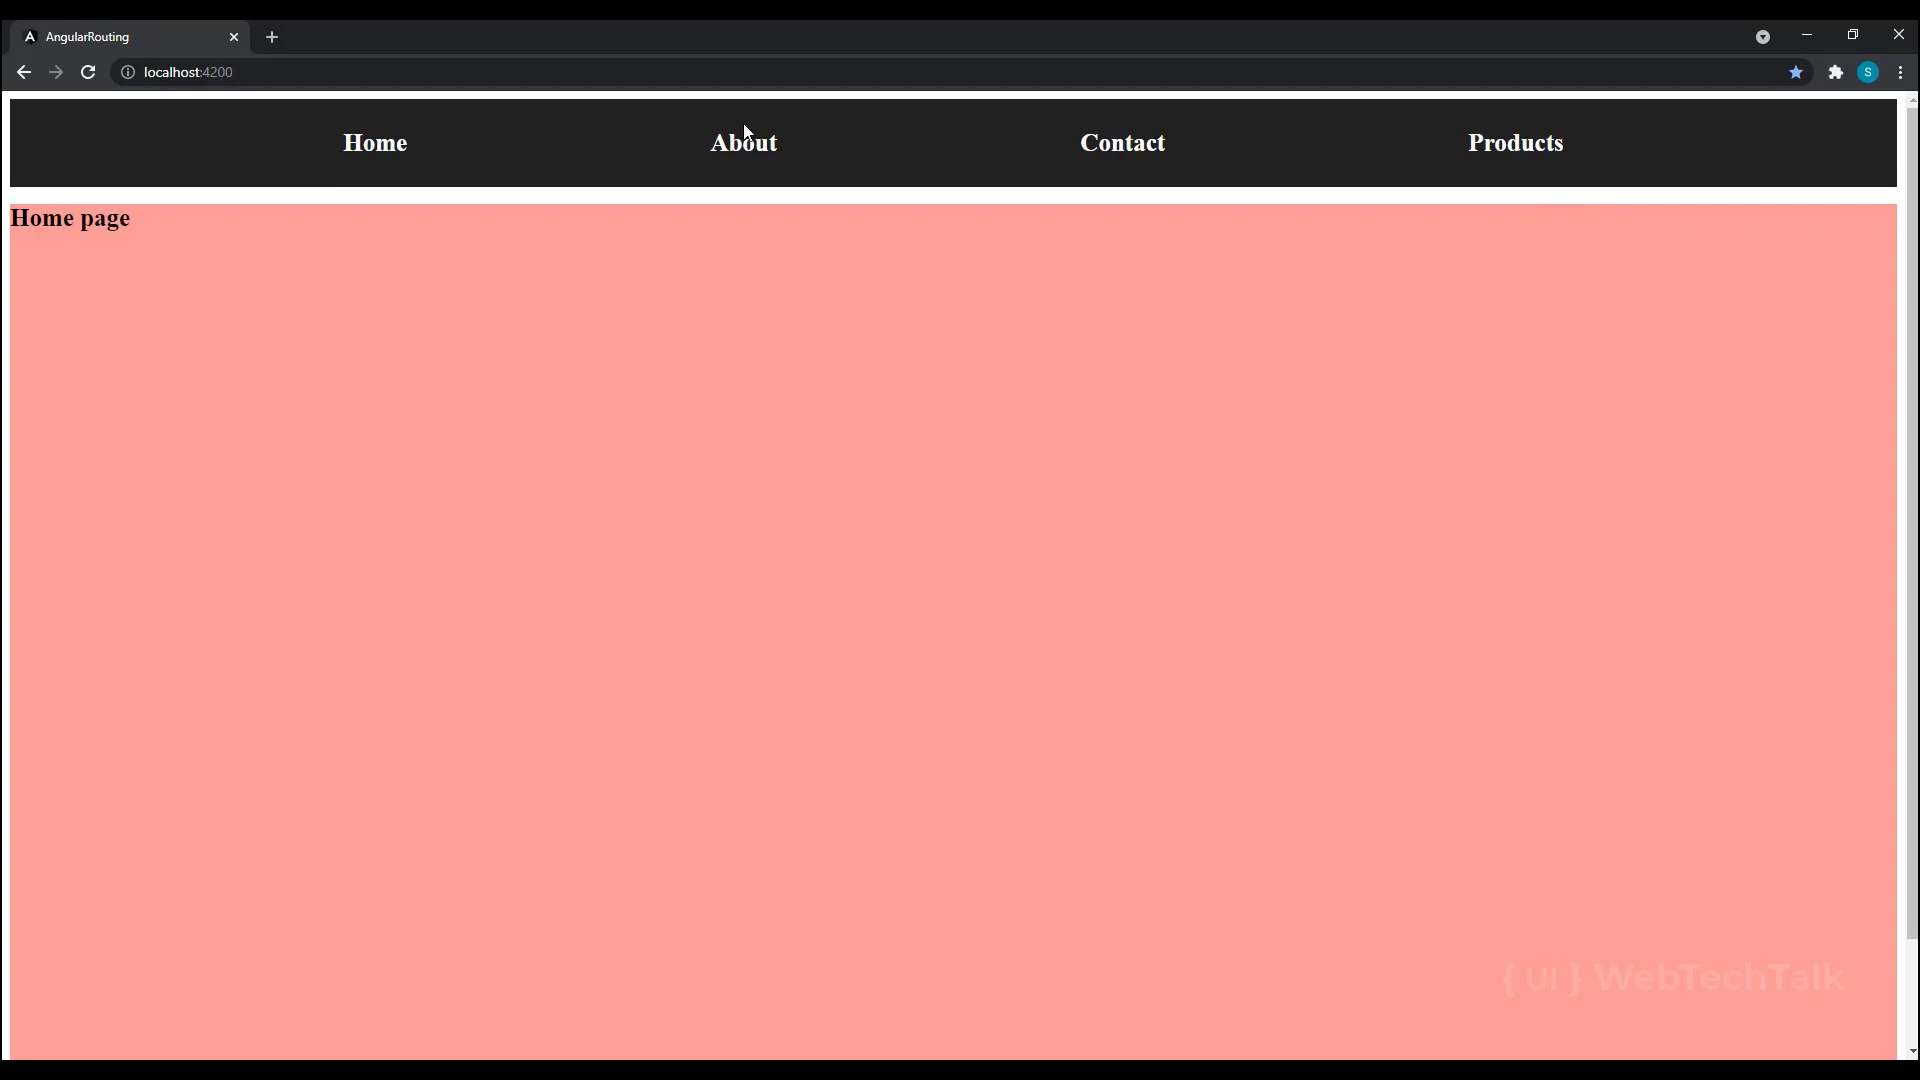 AngularRouting
localhost:4200
S
Home About Contact Products
Home page
{ UI } WebTechTalk